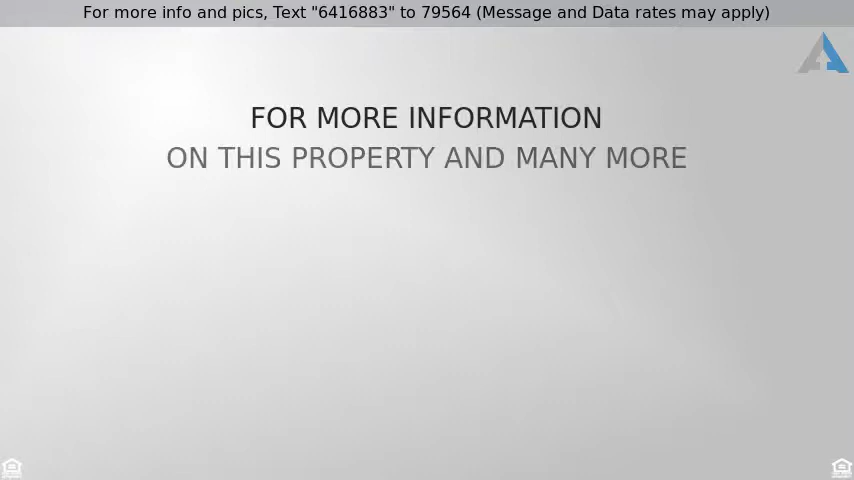 For more info and pics, Text "6416883" to 79564 (Message and Data rates may apply)
FOR MORE INFORMATION
ON THIS PROPERTY AND MANY MORE